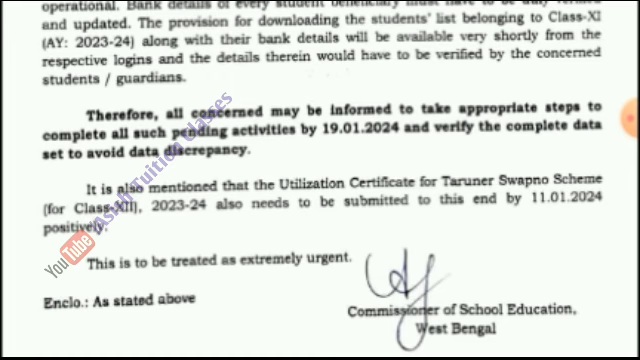 operational. Bank details of every student beneficiary must have to be duly verified
and updated. The provision for downloading the students' list belonging to Class-XI
(AY: 2023-24) along with their bank details will be available very shortly from the
respective logins and the details therein would have to be verified by the concerned
students / guardians.
Therefore, all concerned may be informed to take appropriate steps to
complete all such pending activities by 19.01.2024 and verify the complete data
set to avoid data discrepancy.
It is also mentioned that the Utilization Certificate for Taruner Swapno Scheme
(for Class-XII), 2023-24 also needs to be submitted to this end by 11.01.2024
positively.
This is to be treated as extremely urgent.
Enclo.: As stated above
Commissioner of School Education,
West Bengal
YouTube Tuition Classes